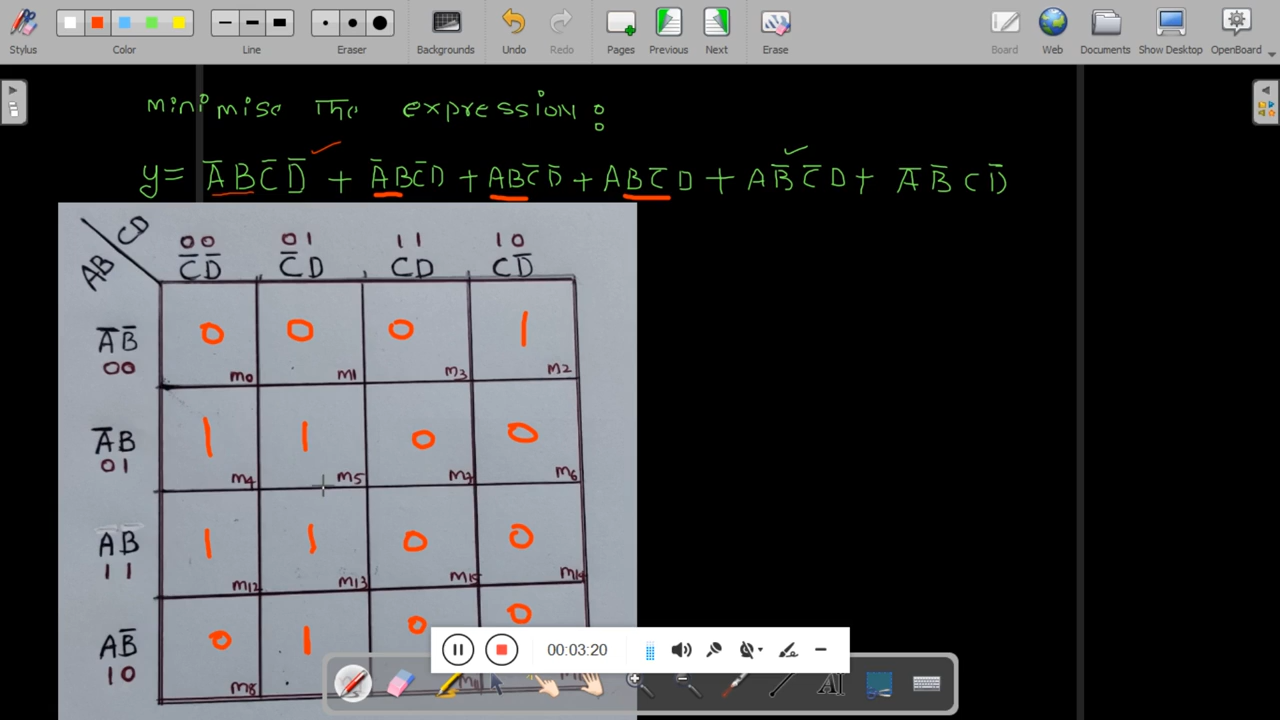 Stylus Color Line Eraser Backgrounds Undo Redo Pages Previous Next Erase Board Web Documents Show Desktop OpenBoard
minimise The expression :
y = A̅BC̅D̅ + A̅BC̅D + ABC̅D̅ + ABC̅D + AB̅C̅D + A̅B̅CD̅
CD
AB
00 01 11 10
C̅D̅ C̅D CD CD̅
A̅B̅ 0 0 0 1
00 m0 m1 m3 m2
A̅B 1 1 0 0
01 m4 m5 m7 m6
AB 1 1 0 0
11 m12 m13 m15 m14
AB̅ 0 1 0 0
10 m8
00:03:20